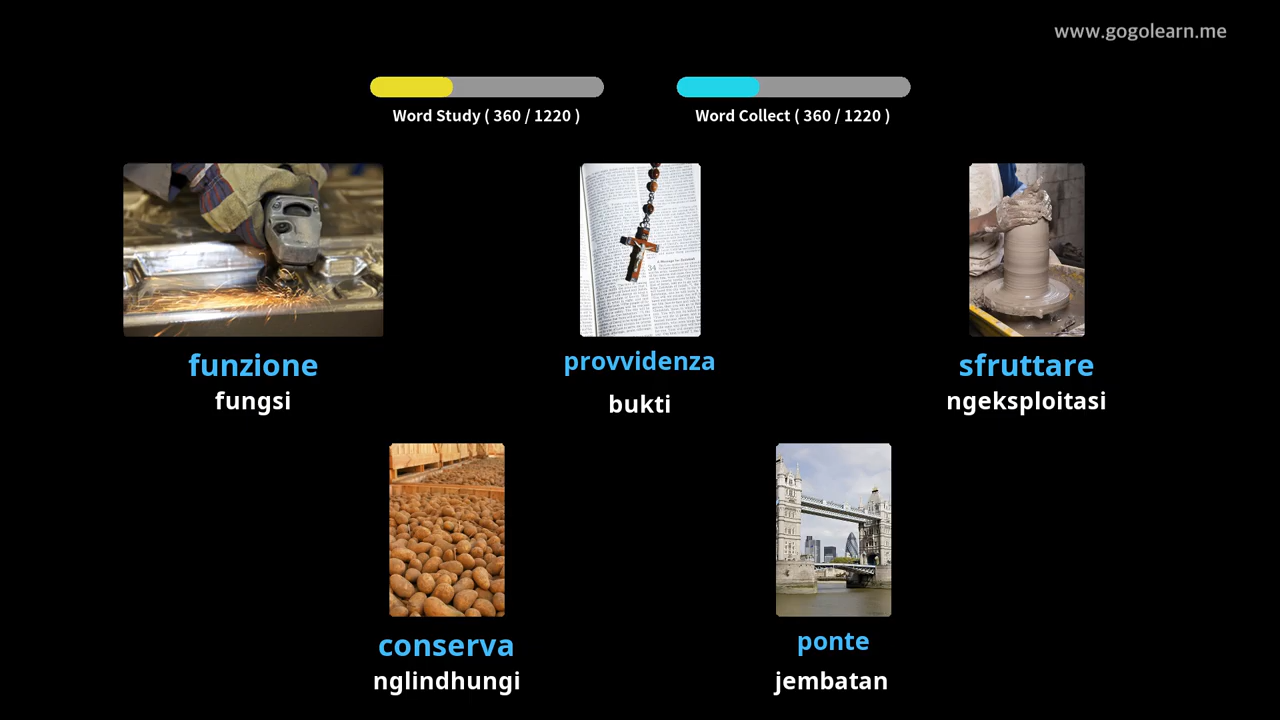 www.gogolearn.me
Word Study ( 360 / 1220 )
Word Collect ( 360 / 1220 )
funzione
fungsi
provvidenza
bukti
sfruttare
ngeksploitasi
conserva
nglindhungi
ponte
jembatan